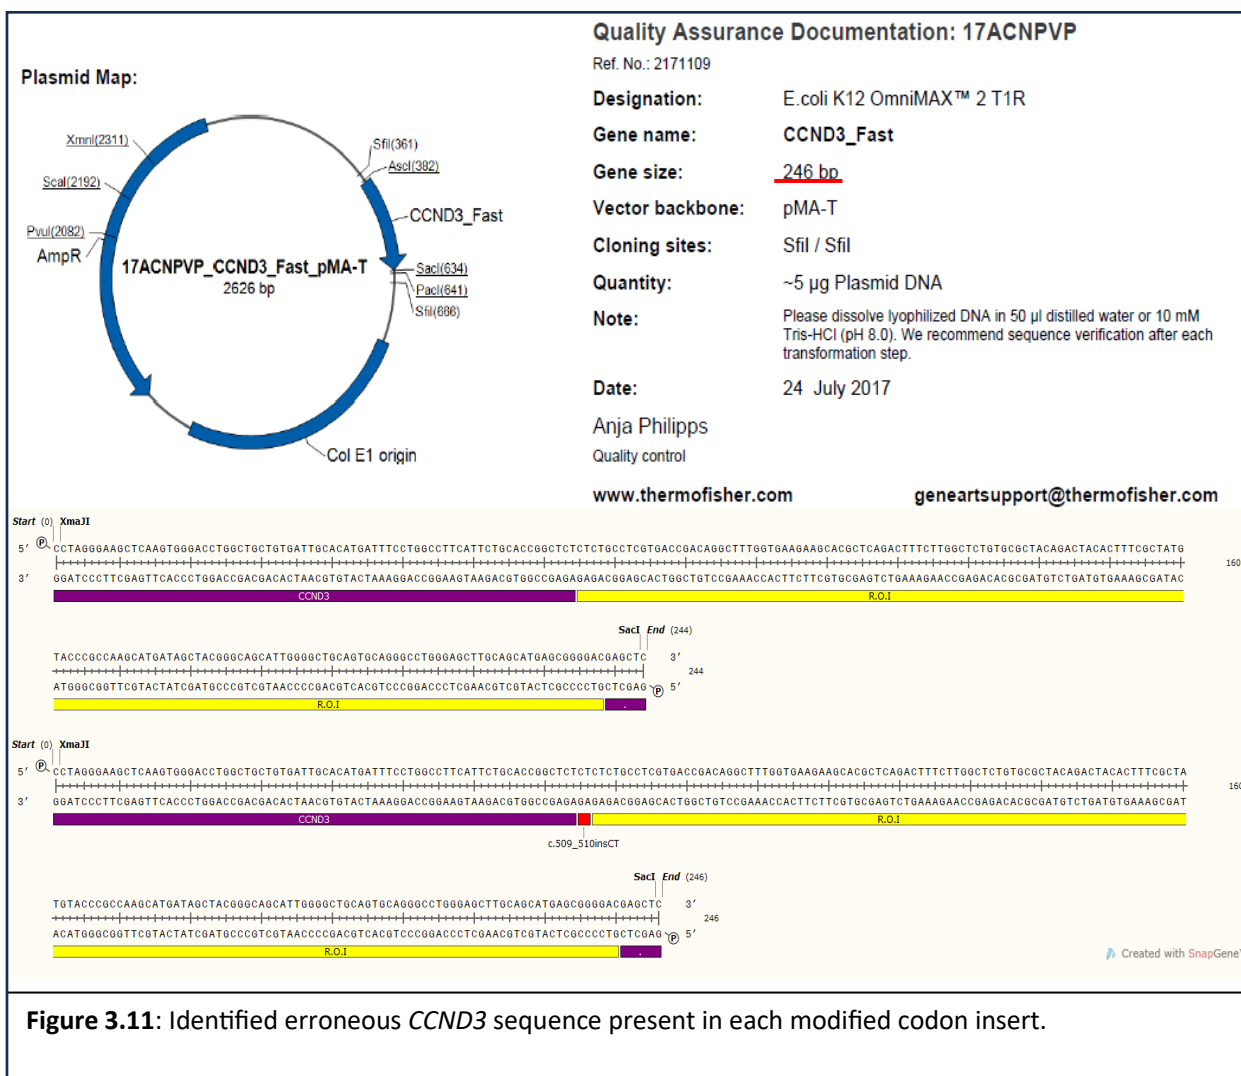 Plasmid Map:
XmnI(2311)
ScaI(2192)
PvuI(2082)
AmpR
SfiI(361)
AscI(382)
CCND3_Fast
17ACNPVP_CCND3_Fast_pMA-T
2626 bp
SacI(634)
PacI(641)
SfiI(666)
Col E1 origin
Quality Assurance Documentation: 17ACNPVP
Ref. No.: 2171109
Designation: E.coli K12 OmniMAX™ 2 T1R
Gene name: CCND3_Fast
Gene size: 246 bp
Vector backbone: pMA-T
Cloning sites: SfiI / SfiI
Quantity: ~5 µg Plasmid DNA
Note: Please dissolve lyophilized DNA in 50 µl distilled water or 10 mM
Tris-HCl (pH 8.0). We recommend sequence verification after each
transformation step.
Date: 24 July 2017
Anja Philipps
Quality control
www.thermofisher.com geneartsupport@thermofisher.com
Start (0) XmaJI
5' P CCTAGGGAAGCTCAAGTGGGACCTGGCTGCTGTGATTGCACATGATTTCCTGGCCTTCATTCTGCACCGGCTCTCTCTGCCTCGTGACCGACAGGCTTTGGTGAAGAAGCACGCTCAGACTTTCTTGGCTCTGTGCGCTACAGACTACACTTTCGCTATG
160
3' GGATCCCTTCGAGTTCACCCTGGACCGACGACACTAACGTGTACTAAAGGACCGGAAGTAAGACGTGGCCGAGAGAGACGGAGCACTGGCTGTCCGAAACCACTTCTTCGTGCGAGTCTGAAAGAACCGAGACACGCGATGTCTGATGTGAAAGCGATAC
CCND3 R.O.I
SacI End (244)
TACCCGCCAAGCATGATAGCTACGGGCAGCATTGGGGCTGCAGTGCAGGGCCTGGGAGCTTGCAGCATGAGCGGGGACGAGCTC 3'
244
ATGGGCGGTTCGTACTATCGATGCCCGTCGTAACCCCGACGTCACGTCCCGGACCCTCGAACGTCGTACTCGCCCCTGCTCGAG P 5'
R.O.I .
Start (0) XmaJI
5' P CCTAGGGAAGCTCAAGTGGGACCTGGCTGCTGTGATTGCACATGATTTCCTGGCCTTCATTCTGCACCGGCTCTCTCTCTGCCTCGTGACCGACAGGCTTTGGTGAAGAAGCACGCTCAGACTTTCTTGGCTCTGTGCGCTACAGACTACACTTTCGCTA
160
3' GGATCCCTTCGAGTTCACCCTGGACCGACGACACTAACGTGTACTAAAGGACCGGAAGTAAGACGTGGCCGAGAGAGAGACGGAGCACTGGCTGTCCGAAACCACTTCTTCGTGCGAGTCTGAAAGAACCGAGACACGCGATGTCTGATGTGAAAGCGAT
CCND3 R.O.I
c.509_510insCT
SacI End (246)
TGTACCCGCCAAGCATGATAGCTACGGGCAGCATTGGGGCTGCAGTGCAGGGCCTGGGAGCTTGCAGCATGAGCGGGGACGAGCTC 3'
246
ACATGGGCGGTTCGTACTATCGATGCCCGTCGTAACCCCGACGTCACGTCCCGGACCCTCGAACGTCGTACTCGCCCCTGCTCGAG P 5'
R.O.I .
Created with SnapGene
Figure 3.11: Identified erroneous CCND3 sequence present in each modified codon insert.